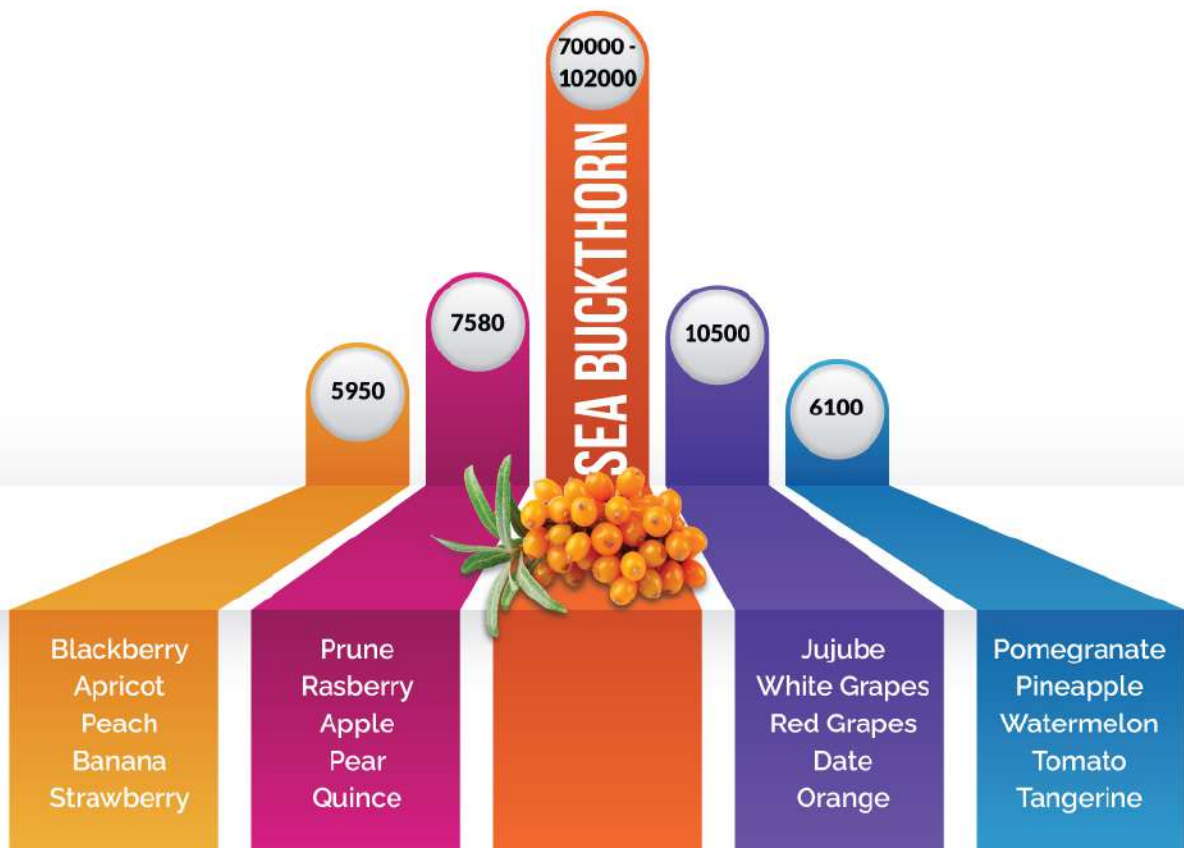 70000 -
102000
SEA BUCKTHORN
7580
10500
5950
6100
Blackberry
Apricot
Peach
Banana
Strawberry
Prune
Rasberry
Apple
Pear
Quince
Jujube
White Grapes
Red Grapes
Date
Orange
Pomegranate
Pineapple
Watermelon
Tomato
Tangerine